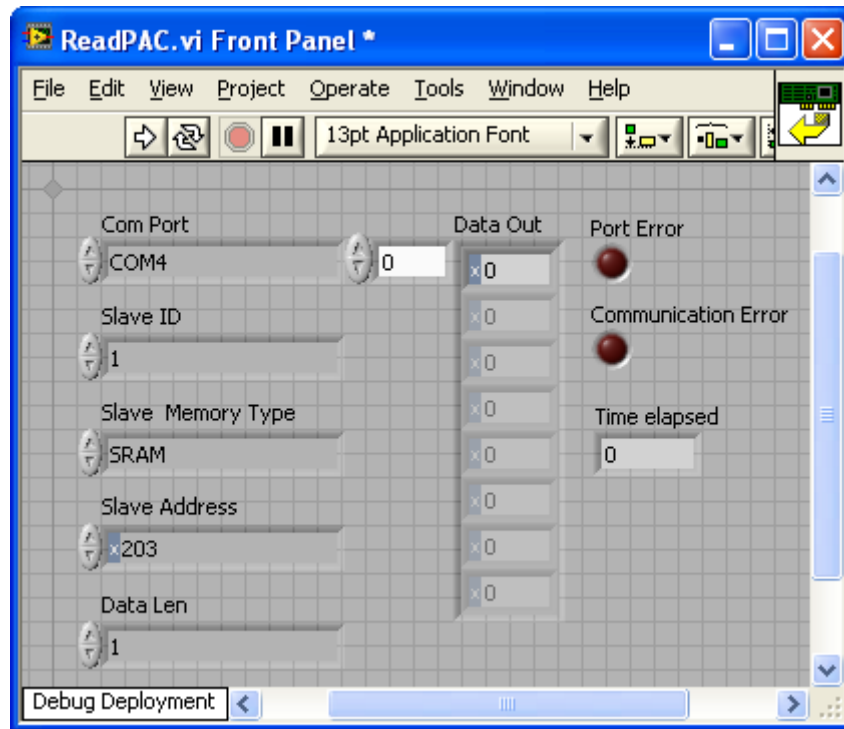 ReadPAC.vi Front Panel *
File Edit View Project Operate Tools Window Help
13pt Application Font
Com Port
COM4
0
Slave ID
1
Slave  Memory Type
SRAM
Slave Address
x203
Data Len
1
Data Out
x0
x0
x0
x0
x0
x0
x0
x0
Port Error
Communication Error
Time elapsed
0
Debug Deployment